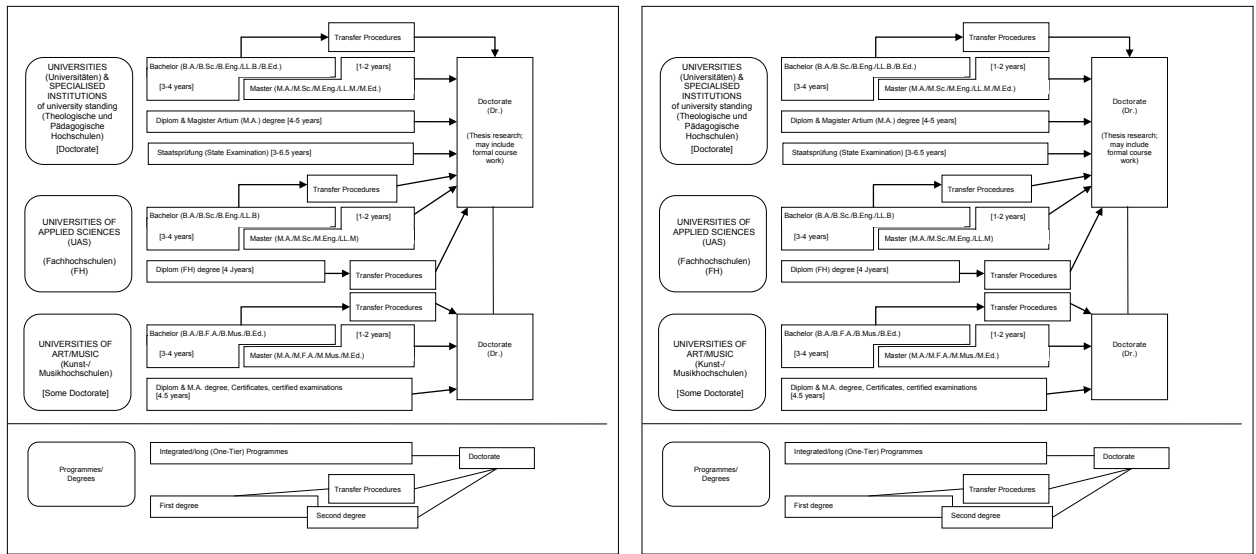 Transfer Procedures
UNIVERSITIES
(Universitäten) &
SPECIALISED
INSTITUTIONS
of university standing
(Theologische und
Pädagogische
Hochschulen)
[Doctorate]
Bachelor (B.A./B.Sc./B.Eng./LL.B./B.Ed.)
[1-2 years]
[3-4 years]
Master (M.A./M.Sc./M.Eng./LL.M./M.Ed.)
Diplom & Magister Artium (M.A.) degree [4-5 years]
Staatsprüfung (State Examination) [3-6.5 years]
Doctorate
(Dr.)
(Thesis research;
may include
formal course
work)
Transfer Procedures
UNIVERSITIES OF
APPLIED SCIENCES
(UAS)
(Fachhochschulen)
(FH)
Bachelor (B.A./B.Sc./B.Eng./LL.B)
[1-2 years]
[3-4 years]
Master (M.A./M.Sc./M.Eng./LL.M)
Diplom (FH) degree [4 Jyears]
Transfer Procedures
Transfer Procedures
UNIVERSITIES OF
ART/MUSIC
(Kunst-/
Musikhochschulen)
[Some Doctorate]
Bachelor (B.A./B.F.A./B.Mus./B.Ed.)
[1-2 years]
[3-4 years]
Master (M.A./M.F.A./M.Mus./M.Ed.)
Diplom & M.A. degree, Certificates, certified examinations
[4.5 years]
Doctorate
(Dr.)
Programmes/
Degrees
Integrated/long (One-Tier) Programmes
Doctorate
Transfer Procedures
First degree
Second degree
Transfer Procedures
UNIVERSITIES
(Universitäten) &
SPECIALISED
INSTITUTIONS
of university standing
(Theologische und
Pädagogische
Hochschulen)
[Doctorate]
Bachelor (B.A./B.Sc./B.Eng./LL.B./B.Ed.)
[1-2 years]
[3-4 years]
Master (M.A./M.Sc./M.Eng./LL.M./M.Ed.)
Diplom & Magister Artium (M.A.) degree [4-5 years]
Staatsprüfung (State Examination) [3-6.5 years]
Doctorate
(Dr.)
(Thesis research;
may include
formal course
work)
Transfer Procedures
UNIVERSITIES OF
APPLIED SCIENCES
(UAS)
(Fachhochschulen)
(FH)
Bachelor (B.A./B.Sc./B.Eng./LL.B)
[1-2 years]
[3-4 years]
Master (M.A./M.Sc./M.Eng./LL.M)
Diplom (FH) degree [4 Jyears]
Transfer Procedures
Transfer Procedures
UNIVERSITIES OF
ART/MUSIC
(Kunst-/
Musikhochschulen)
[Some Doctorate]
Bachelor (B.A./B.F.A./B.Mus./B.Ed.)
[1-2 years]
[3-4 years]
Master (M.A./M.F.A./M.Mus./M.Ed.)
Diplom & M.A. degree, Certificates, certified examinations
[4.5 years]
Doctorate
(Dr.)
Programmes/
Degrees
Integrated/long (One-Tier) Programmes
Doctorate
Transfer Procedures
First degree
Second degree